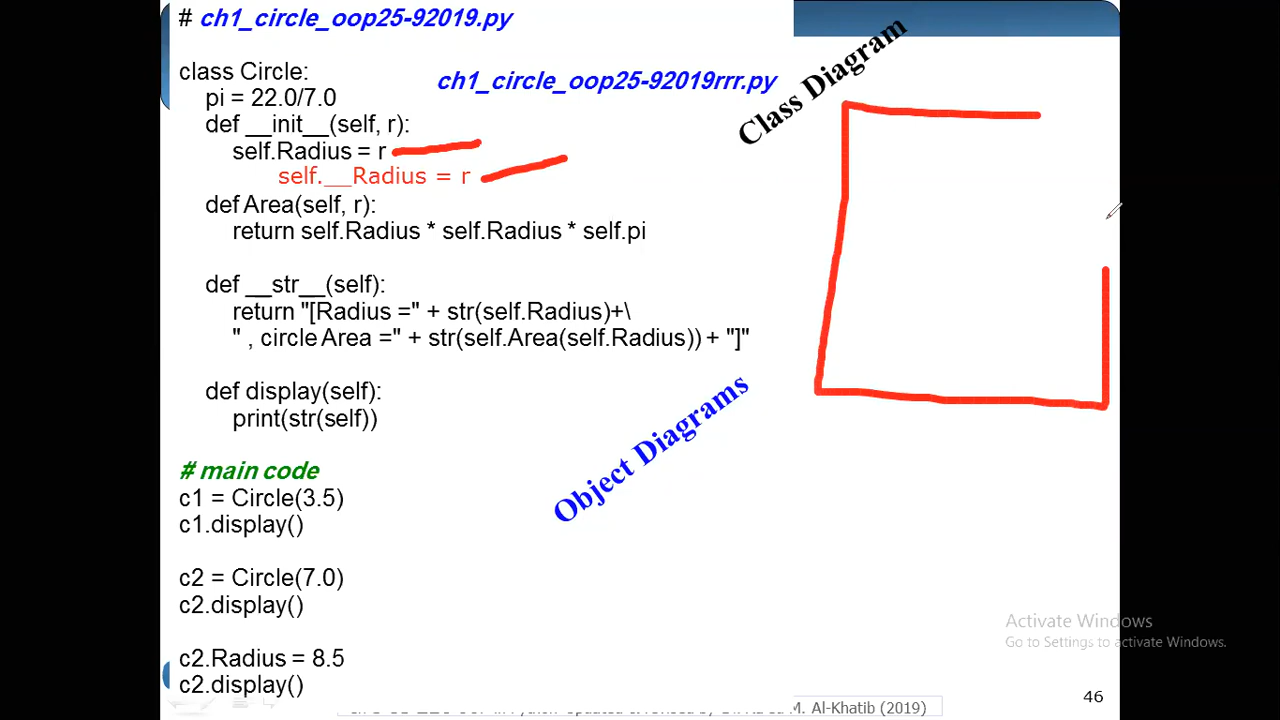 # ch1_circle_oop25-92019.py
class Circle:
ch1_circle_oop25-92019rrr.py
Class Diagram
pi = 22.0/7.0
def __init__(self, r):
self.Radius = r
self.__Radius = r
def Area(self, r):
return self.Radius * self.Radius * self.pi
def __str__(self):
return "[Radius =" + str(self.Radius)+\
" , circle Area =" + str(self.Area(self.Radius)) + "]"
def display(self):
print(str(self))
Object Diagrams
# main code
c1 = Circle(3.5)
c1.display()
c2 = Circle(7.0)
c2.display()
c2.Radius = 8.5
c2.display()
Activate Windows
Go to Settings to activate Windows.
46
M. Al-Khatib (2019)